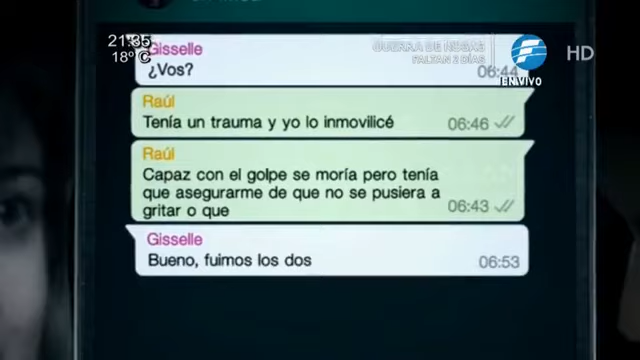 21:35
18º C
GUERRA DE NUBAS
FALTAN 2 DÍAS
HD
EN VIVO
Gisselle
¿Vos?
06:44
Raúl
Tenía un trauma y yo lo inmovilicé
06:46
Raúl
Capaz con el golpe se moría pero tenía
que asegurarme de que no se pusiera a
gritar o que
06:43
Gisselle
Bueno, fuimos los dos
06:53